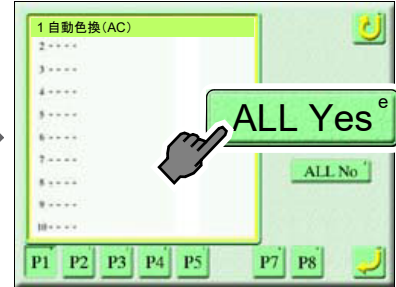 1 自動色換(AC)
2 ----
3 ----
4 ----
5 ----
6 ----
7 ----
8 ----
9 ----
10 ----
ALL Yes e
ALL No
P1 P2 P3 P4 P5 P7 P8